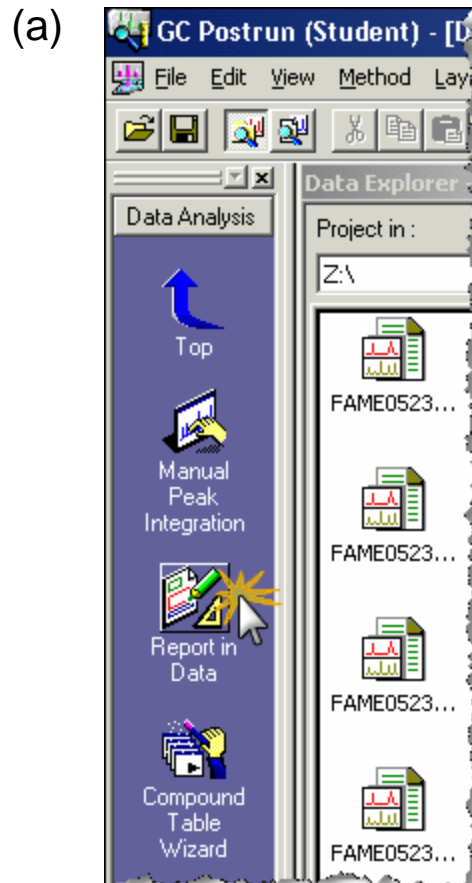 (a)
GC Postrun (Student) - [D
File Edit View Method Lay
Data Analysis
Top
Manual
Peak
Integration
Report in
Data
Compound
Table
Wizard
Data Explorer
Project in :
Z:\
FAME0523...
FAME0523...
FAME0523...
FAME0523...